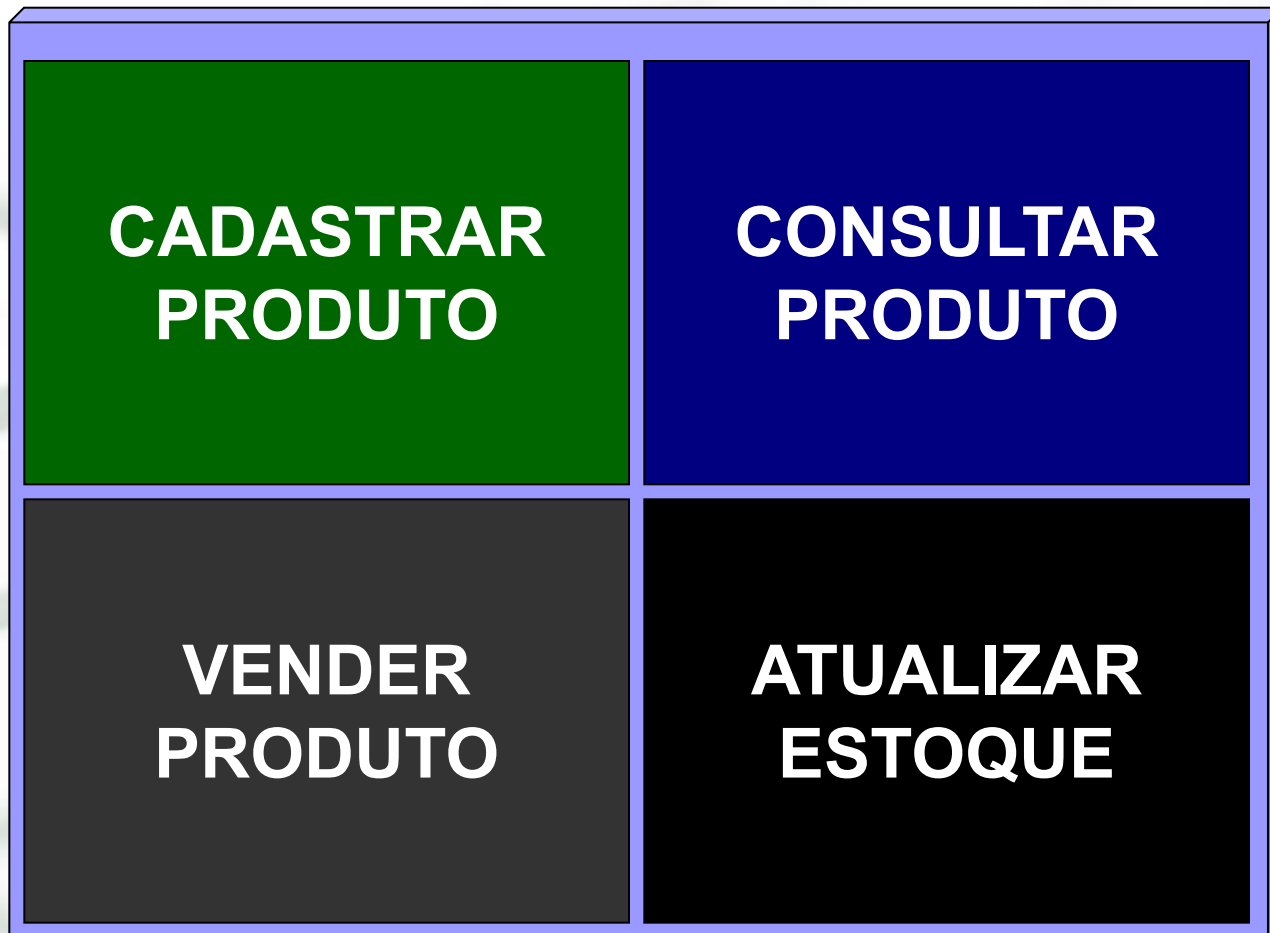 CADASTRAR
PRODUTO
CONSULTAR
PRODUTO
VENDER
PRODUTO
ATUALIZAR
ESTOQUE